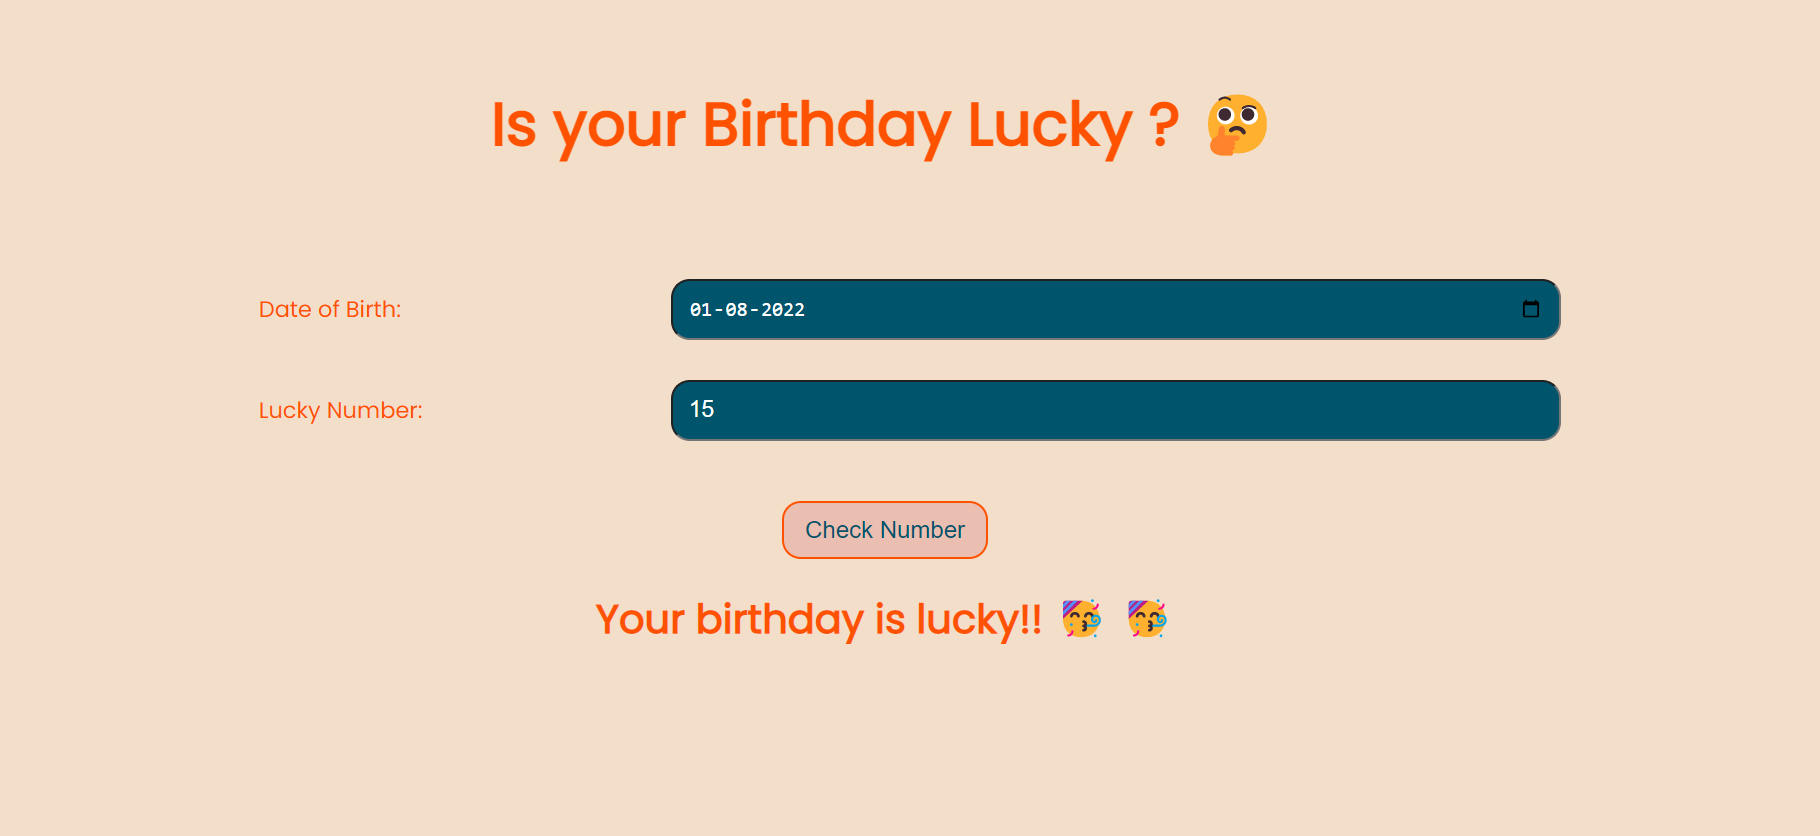 Is your Birthday Lucky ? 🤔
Date of Birth: 01-08-2022
Lucky Number: 15
Check Number
Your birthday is lucky!! 🥳 🥳